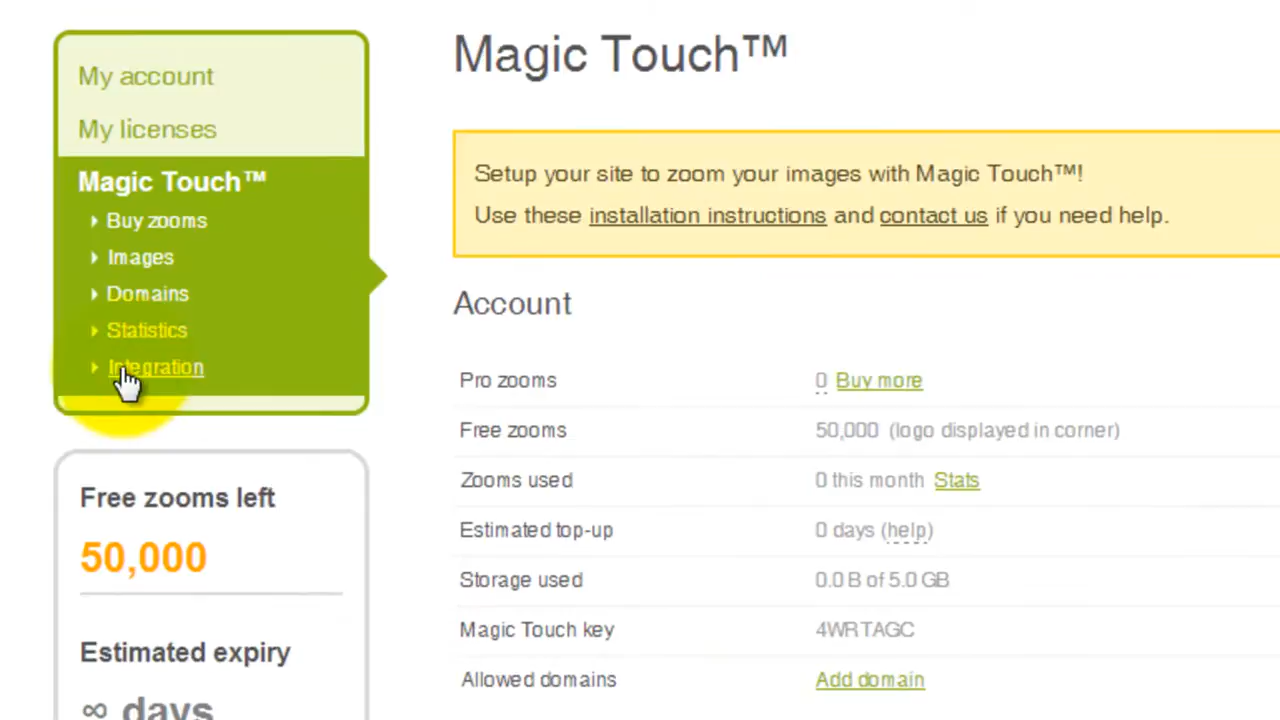 My account
My licenses
Magic Touch™
Buy zooms
Images
Domains
Statistics
Integration
Free zooms left
50,000
Estimated expiry
∞ days
Magic Touch™
Setup your site to zoom your images with Magic Touch™!
Use these installation instructions and contact us if you need help.
Account
Pro zooms 0 Buy more
Free zooms 50,000 (logo displayed in corner)
Zooms used 0 this month Stats
Estimated top-up 0 days (help)
Storage used 0.0 B of 5.0 GB
Magic Touch key 4WRTAGC
Allowed domains Add domain